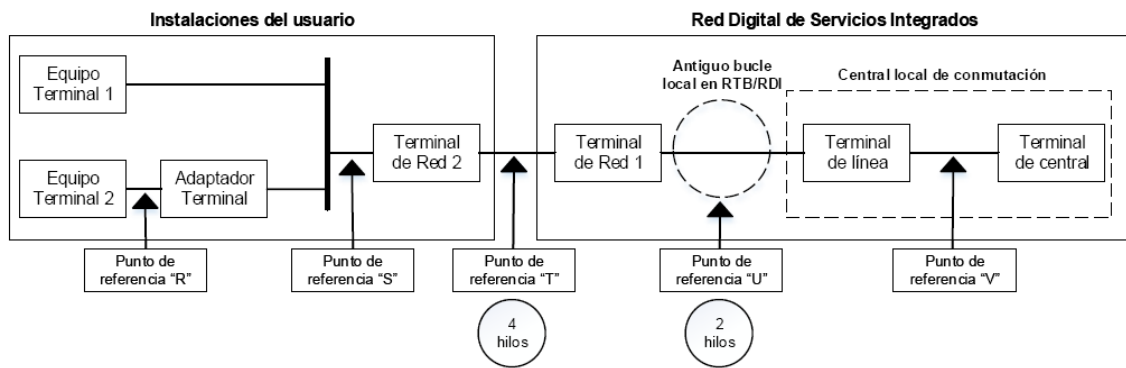 Instalaciones del usuario
Red Digital de Servicios Integrados
Equipo
Terminal 1
Equipo
Terminal 2
Adaptador
Terminal
Terminal
de Red 2
Terminal
de Red 1
Antiguo bucle
local en RTB/RDI
Central local de conmutación
Terminal
de línea
Terminal
de central
Punto de
referencia “R”
Punto de
referencia “S”
Punto de
referencia “T”
Punto de
referencia “U”
Punto de
referencia “V”
4
hilos
2
hilos